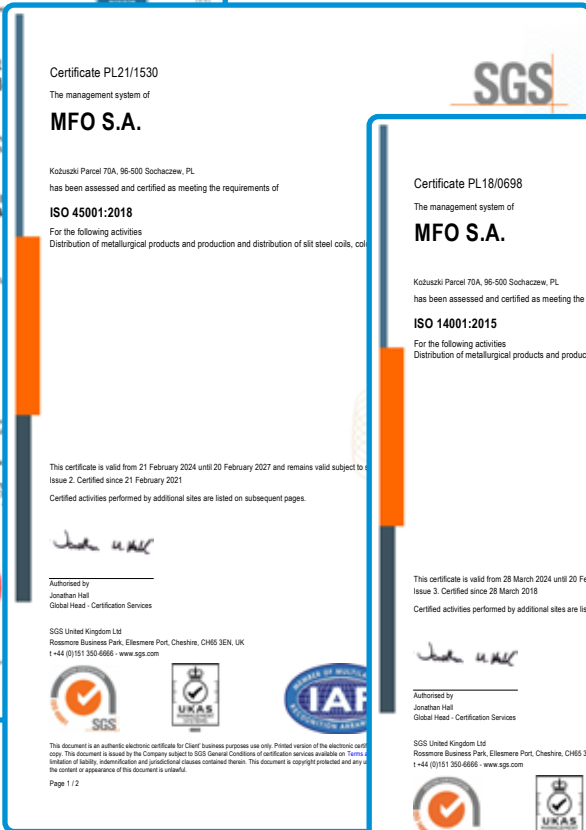 SGS
Certificate PL21/1530
The management system of
MFO S.A.
Kożuszki Parcel 70A, 96-500 Sochaczew, PL
has been assessed and certified as meeting the requirements of
ISO 45001:2018
For the following activities
Distribution of metallurgical products and production and distribution of slit steel coils,
This certificate is valid from 21 February 2024 until 20 February 2027 and remains valid subject to
Issue 2. Certified since 21 February 2021
Certified activities performed by additional sites are listed on subsequent pages.
Authorised by
Jonathan Hall
Global Head - Certification Services
SGS United Kingdom Ltd
Rossmore Business Park, Ellesmere Port, Cheshire, CH65 3EN, UK
t +44 (0)151 350-6666 - www.sgs.com
SGS
UKAS
MANAGEMENT
SYSTEMS
MEMBER OF MULTILA
IAF
RECOGNITION ARRAN
This document is an authentic electronic certificate for Client' business purposes use only. Printed version of the electronic
copy. This document is issued by the Company subject to SGS General Conditions of certification services available on Terms
limitation of liability, indemnification and jurisdictional clauses contained therein. This document is copyright protected and any
the content or appearance of this document is unlawful.
Page 1 / 2
Certificate PL18/0698
The management system of
MFO S.A.
Kożuszki Parcel 70A, 96-500 Sochaczew, PL
has been assessed and certified as meeting the
ISO 14001:2015
For the following activities
Distribution of metallurgical products and produc
This certificate is valid from 28 March 2024 until 20 Fe
Issue 3. Certified since 28 March 2018
Certified activities performed by additional sites are lis
Authorised by
Jonathan Hall
Global Head - Certification Services
SGS United Kingdom Ltd
Rossmore Business Park, Ellesmere Port, Cheshire, CH65 3
t +44 (0)151 350-6666 - www.sgs.com
UKAS